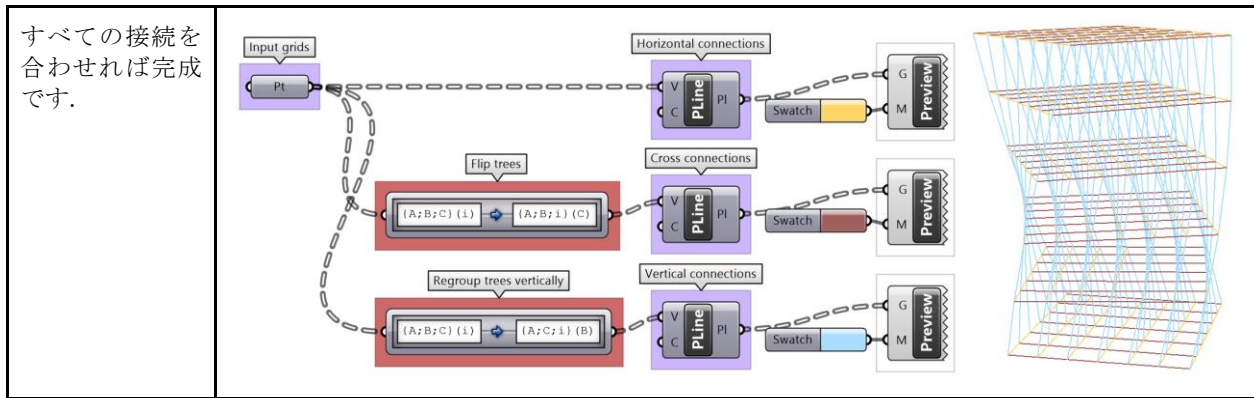 すべての接続を
合わせれば完成
です.
Input grids
Pt
Horizontal connections
V
C
PLine
Pl
Swatch
G
M
Preview
Flip trees
{A;B;C}(i)
{A;B;i}(C)
Cross connections
V
C
PLine
Pl
Swatch
G
M
Preview
Regroup trees vertically
{A;B;C}(i)
{A;C;i}(B)
Vertical connections
V
C
PLine
Pl
Swatch
G
M
Preview